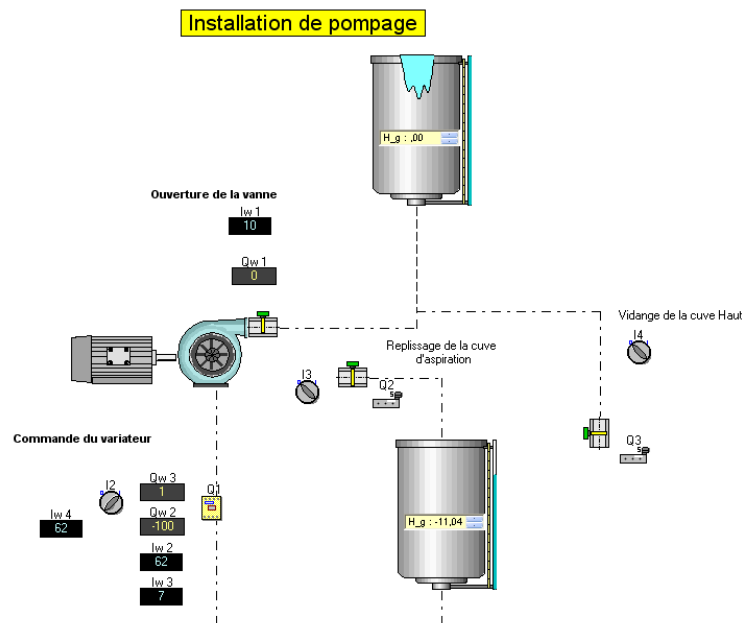 Installation de pompage
H_g : ,00
Ouverture de la vanne
Iw 1
10
Qw 1
0
Vidange de la cuve Haut
I4
Replissage de la cuve
d'aspiration
I3
Q2
Q3
Commande du variateur
I2
Qw 3
1
Q1
Iw 4
62
Qw 2
-100
H_g : -11,04
Iw 2
62
Iw 3
7